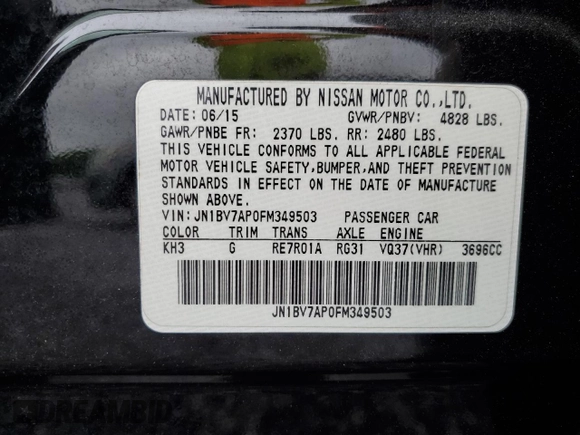 MANUFACTURED BY NISSAN MOTOR CO.,LTD.
DATE: 06/15 GVWR/PNBV: 4828 LBS.
GAWR/PNBE FR: 2370 LBS. RR: 2480 LBS.
THIS VEHICLE CONFORMS TO ALL APPLICABLE FEDERAL
MOTOR VEHICLE SAFETY,BUMPER,AND THEFT PREVENTION
STANDARDS IN EFFECT ON THE DATE OF MANUFACTURE
SHOWN ABOVE.
VIN: JN1BV7AP0FM349503 PASSENGER CAR
COLOR TRIM TRANS AXLE ENGINE
KH3 G RE7R01A RG31 VQ37(VHR) 3696CC
JN1BV7AP0FM349503
DREAMBID